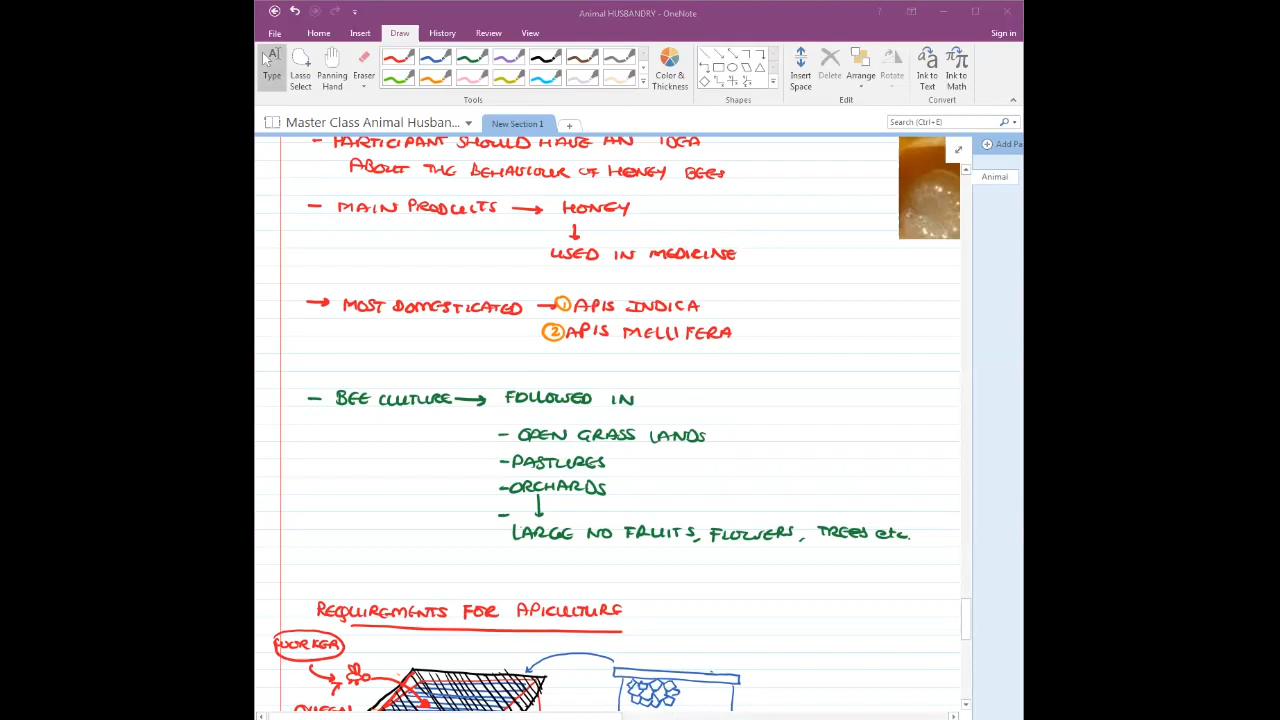 Animal HUSBANDRY - OneNote
File Home Insert Draw History Review View Sign in
Type
Lasso Select
Panning Hand
Eraser
Color & Thickness
Insert Space
Delete
Arrange
Rotate
Ink to Text
Ink to Math
Tools Shapes Edit Convert
Master Class Animal Husban... New Section 1 Search (Ctrl+E)
Add Pa
Animal
- PARTICIPANT SHOULD HAVE AN IDEA
ABOUT THE BEHAVIOUR OF HONEY BEES
- MAIN PRODUCTS → HONEY
↓
USED IN MEDICINE
→ MOST DOMESTICATED → ① APIS INDICA
② APIS MELLIFERA
- BEE CULTURE → FOLLOWED IN
- OPEN GRASS LANDS
- PASTURES
- ORCHARDS
-
LARGE NO FRUITS, FLOWERS, TREES etc.
REQUIREMENTS FOR APICULTURE
WORKER